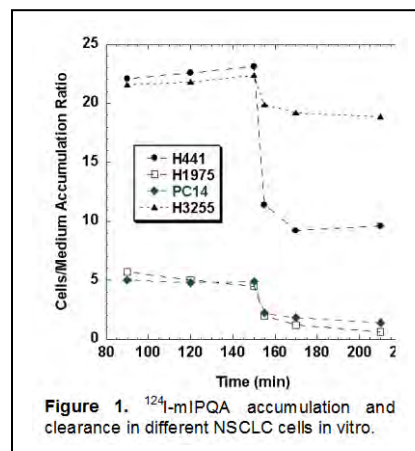 25
20
15
10
5
0
Cells/Medium Accumulation Ratio
H441
H1975
PC14
H3255
80 100 120 140 160 180 200 2
Time (min)
Figure 1. ¹²⁴I-mIPQA accumulation and
clearance in different NSCLC cells in vitro.